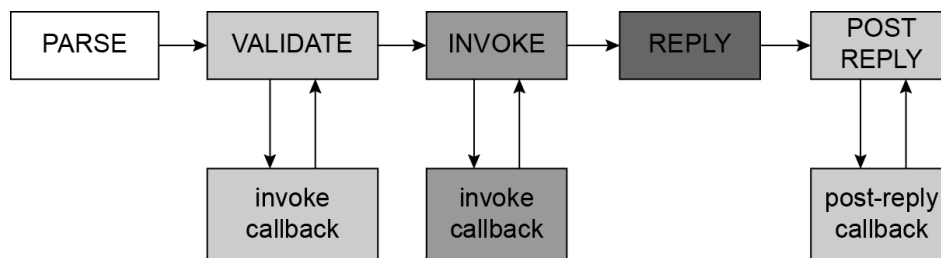 PARSE
VALIDATE
INVOKE
REPLY
POST
REPLY
invoke
callback
invoke
callback
post-reply
callback